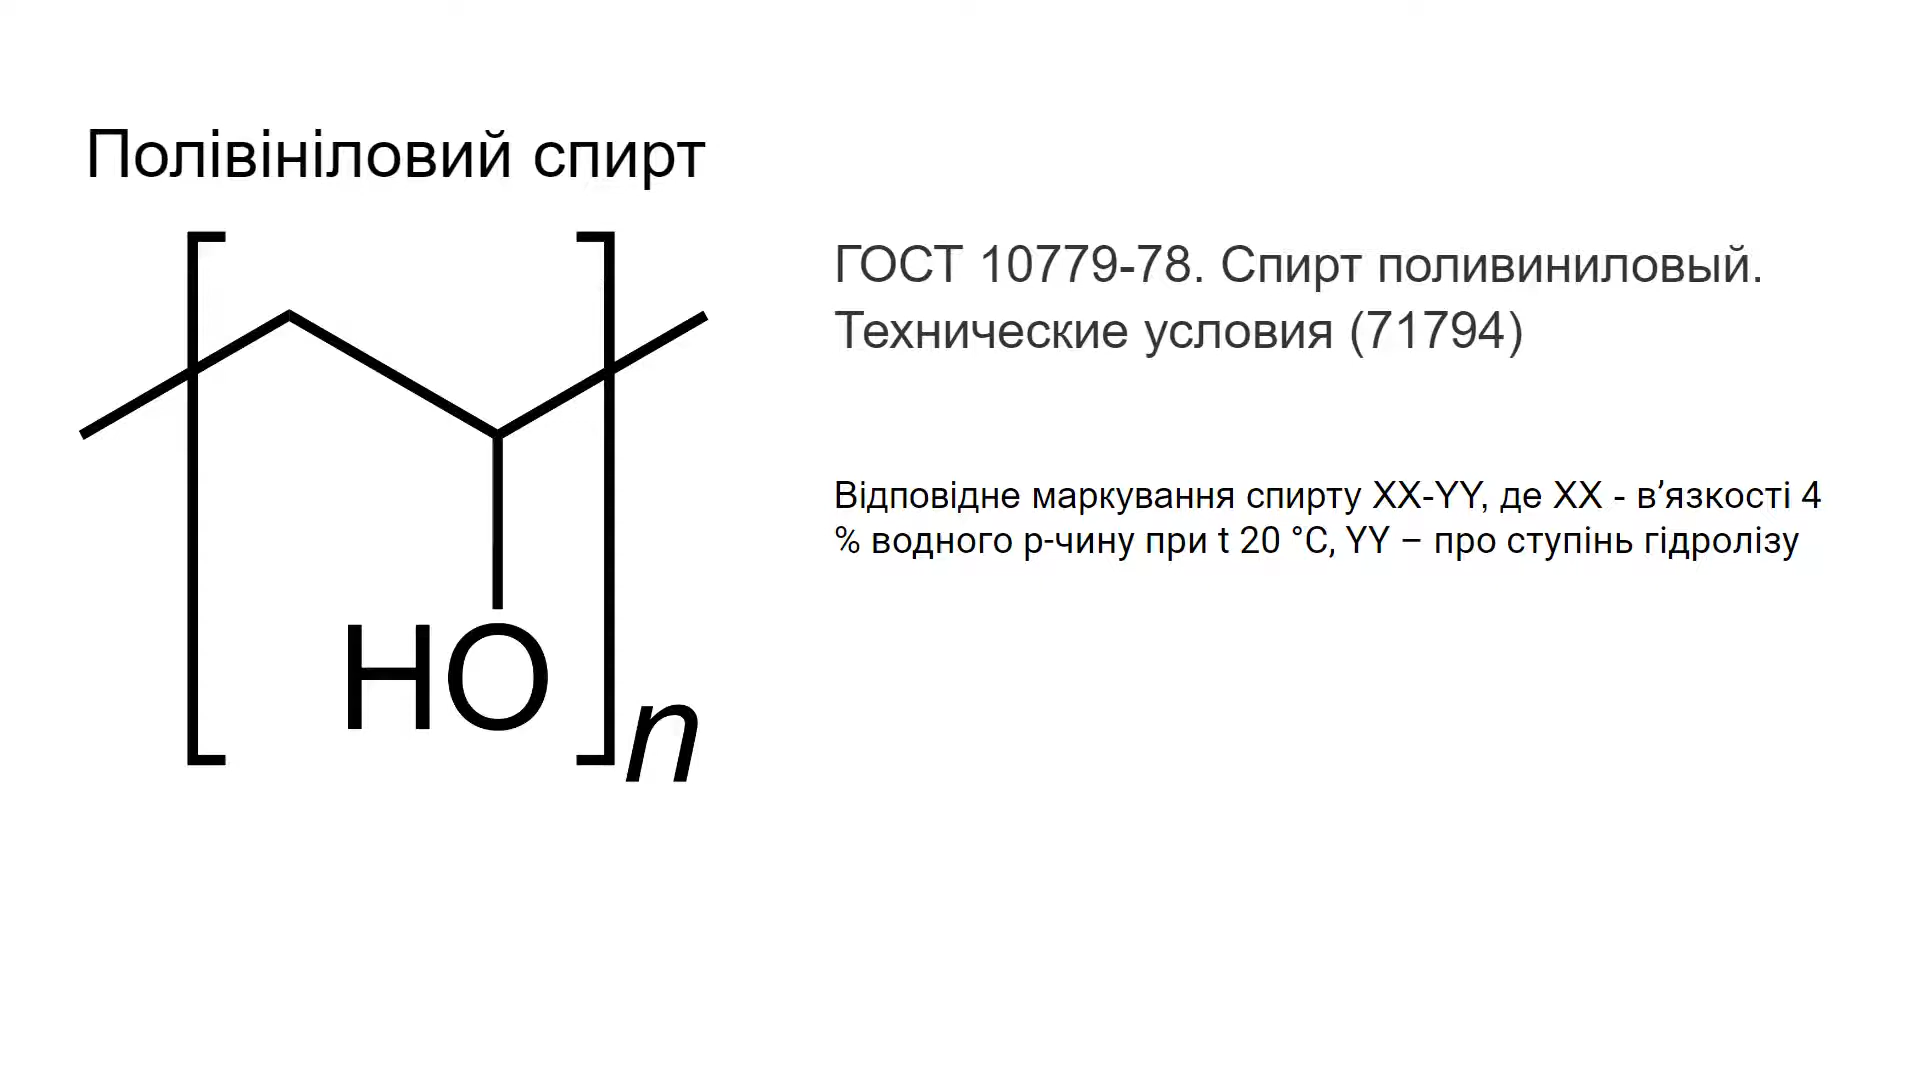 Полівініловий спирт
ГОСТ 10779-78. Спирт поливиниловый.
Технические условия (71794)
Відповідне маркування спирту XX-YY, де XX - в’язкості 4
% водного р-чину при t 20 °C, YY – про ступінь гідролізу
HO
n